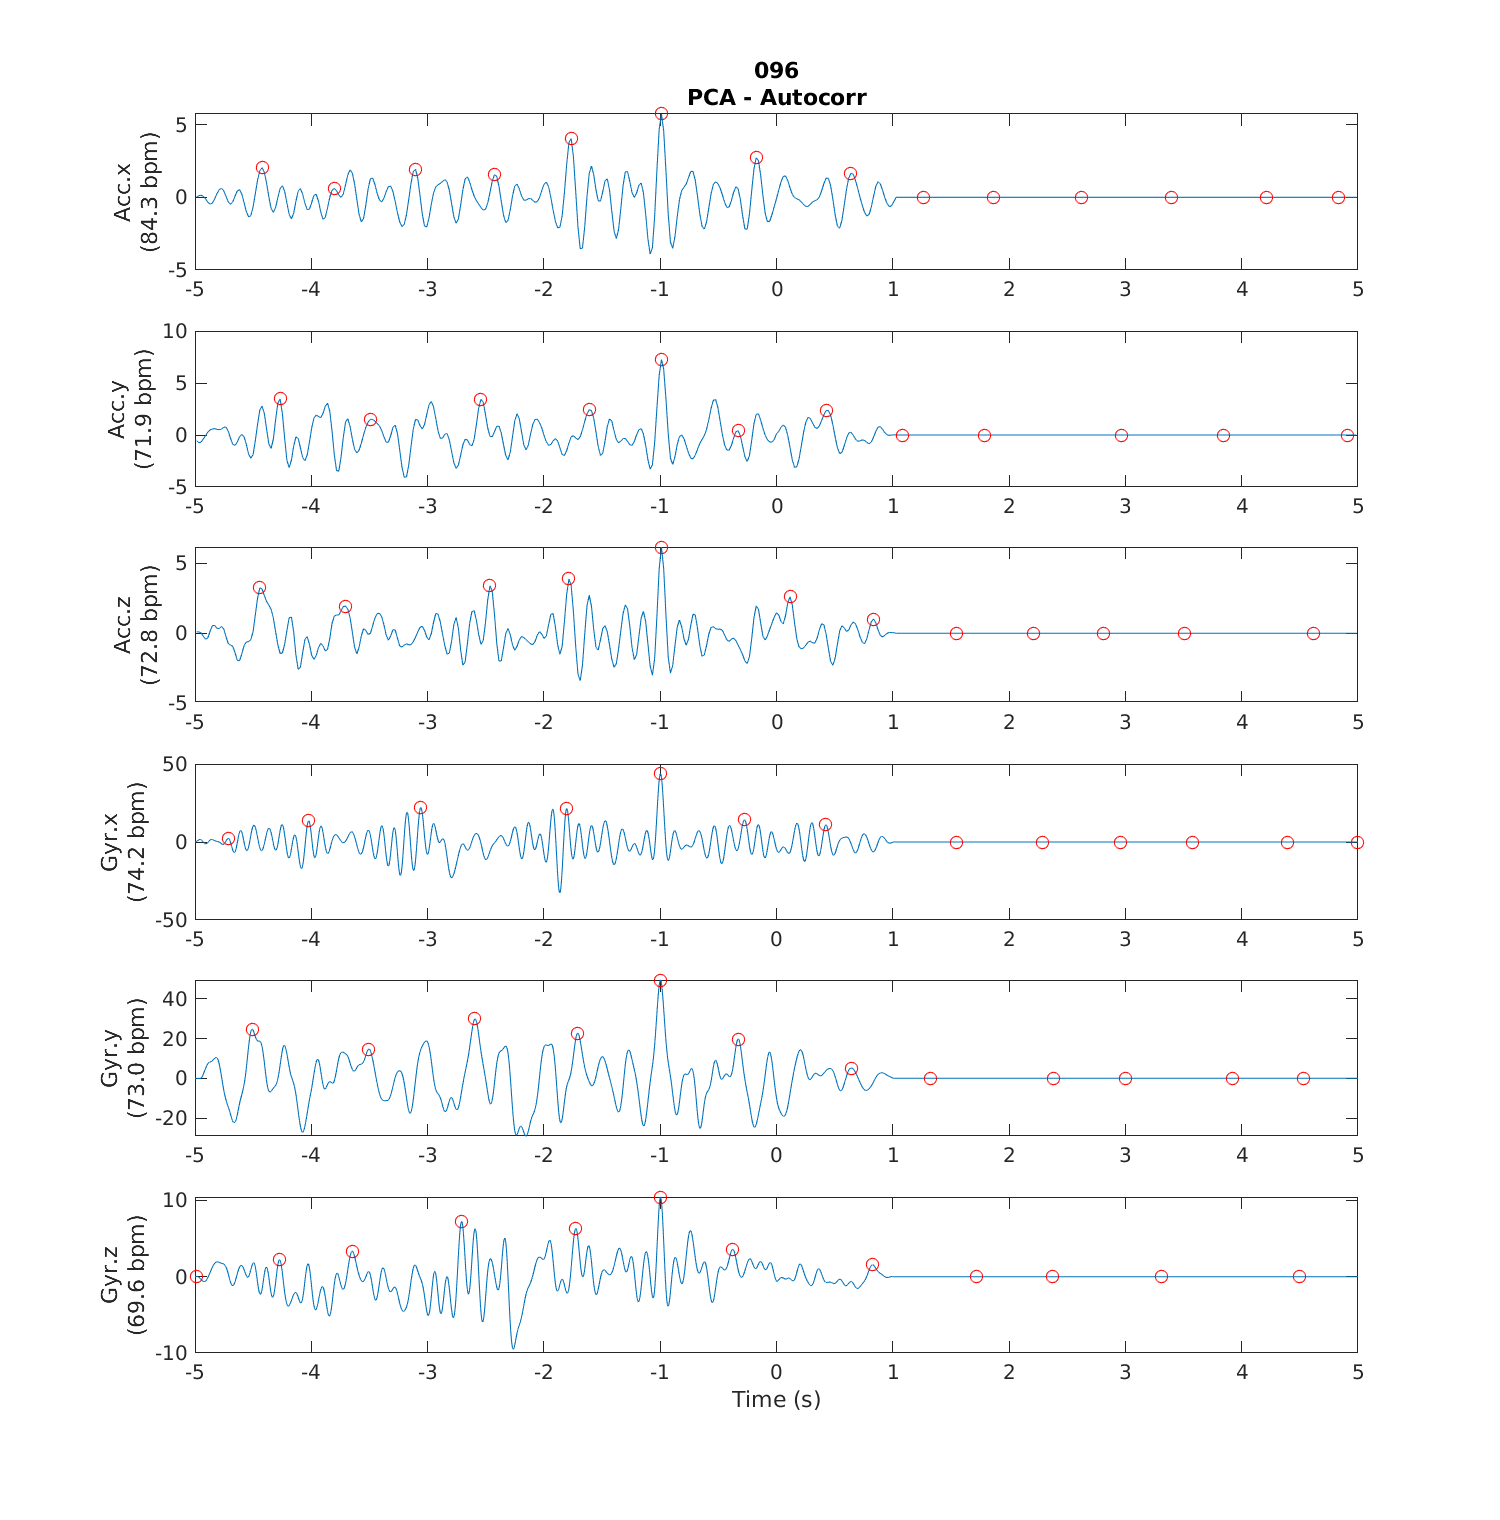 096
PCA - Autocorr
Acc.x
(84.3 bpm)
5
0
-5
-5 -4 -3 -2 -1 0 1 2 3 4 5
Acc.y
(71.9 bpm)
10
5
0
-5
-5 -4 -3 -2 -1 0 1 2 3 4 5
Acc.z
(72.8 bpm)
5
0
-5
-5 -4 -3 -2 -1 0 1 2 3 4 5
Gyr.x
(74.2 bpm)
50
0
-50
-5 -4 -3 -2 -1 0 1 2 3 4 5
Gyr.y
(73.0 bpm)
40
20
0
-20
-5 -4 -3 -2 -1 0 1 2 3 4 5
Gyr.z
(69.6 bpm)
10
0
-10
-5 -4 -3 -2 -1 0 1 2 3 4 5
Time (s)